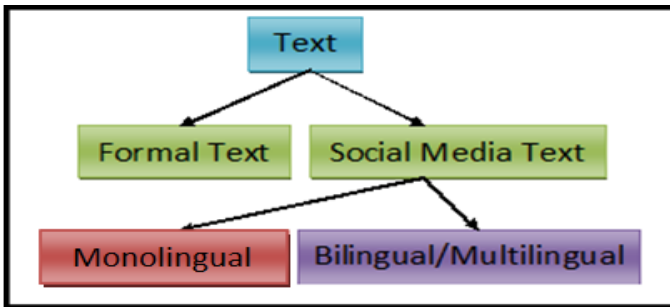 Text
Formal Text
Social Media Text
Monolingual
Bilingual/Multilingual